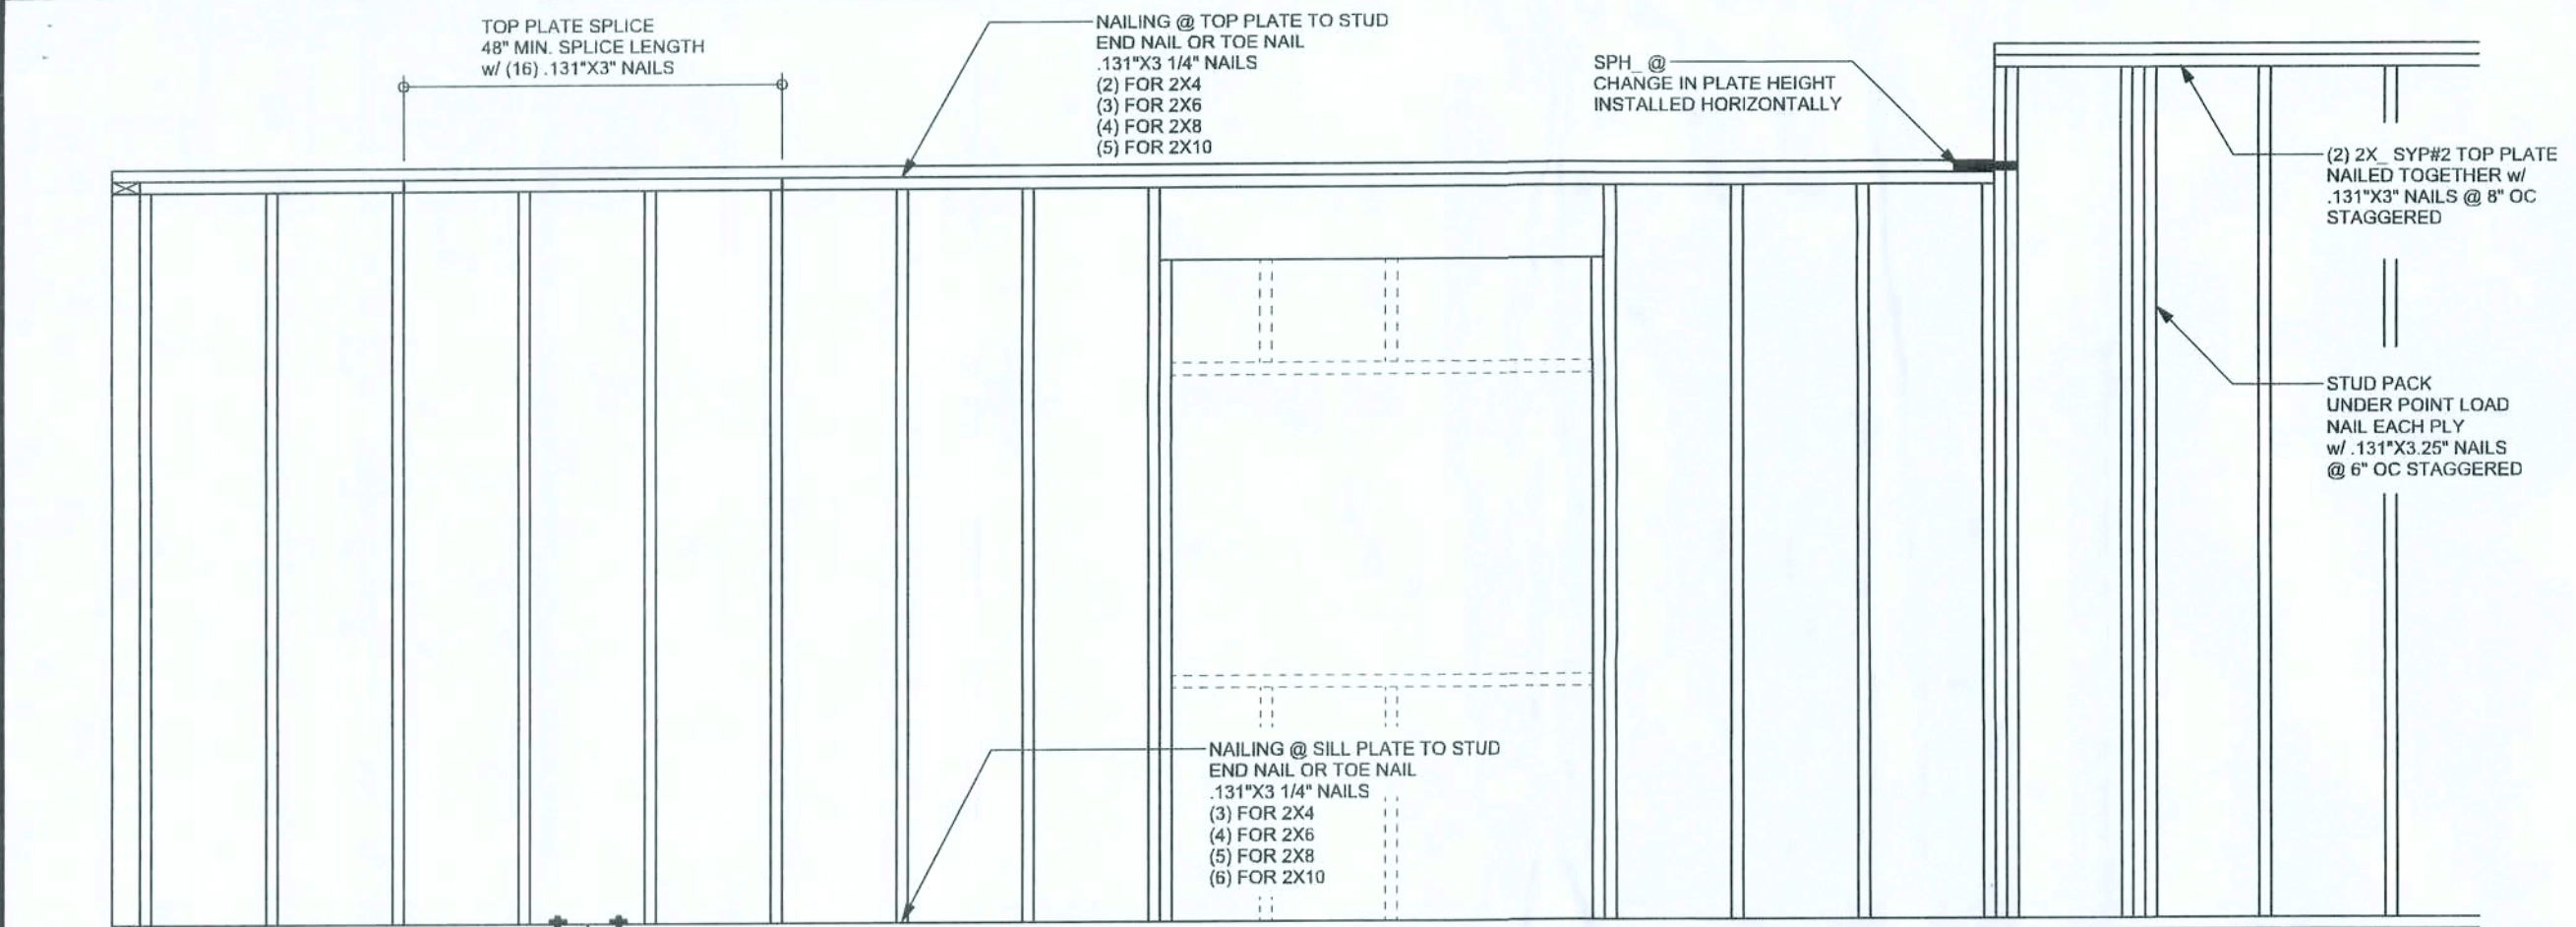 TOP PLATE SPLICE
48" MIN. SPLICE LENGTH
w/ (16) .131"X3" NAILS
NAILING @ TOP PLATE TO STUD
END NAIL OR TOE NAIL
.131"X3 1/4" NAILS
(2) FOR 2X4
(3) FOR 2X6
(4) FOR 2X8
(5) FOR 2X10
SPH_ @
CHANGE IN PLATE HEIGHT
INSTALLED HORIZONTALLY
(2) 2X_ SYP#2 TOP PLATE
NAILED TOGETHER w/
.131"X3" NAILS @ 8" OC
STAGGERED
STUD PACK
UNDER POINT LOAD
NAIL EACH PLY
w/ .131"X3.25" NAILS
@ 6" OC STAGGERED
NAILING @ SILL PLATE TO STUD
END NAIL OR TOE NAIL
.131"X3 1/4" NAILS
(3) FOR 2X4
(4) FOR 2X6
(5) FOR 2X8
(6) FOR 2X10